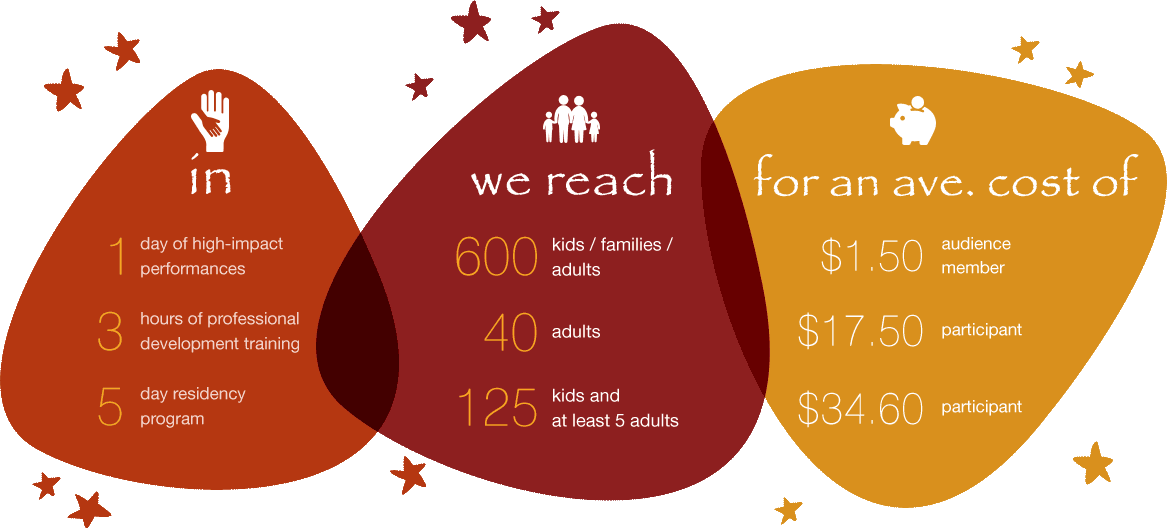 in
1 day of high-impact
performances
3 hours of professional
development training
5 day residency
program
we reach
600 kids / families /
adults
40 adults
125 kids and
at least 5 adults
for an ave. cost of
$1.50 audience
member
$17.50 participant
$34.60 participant